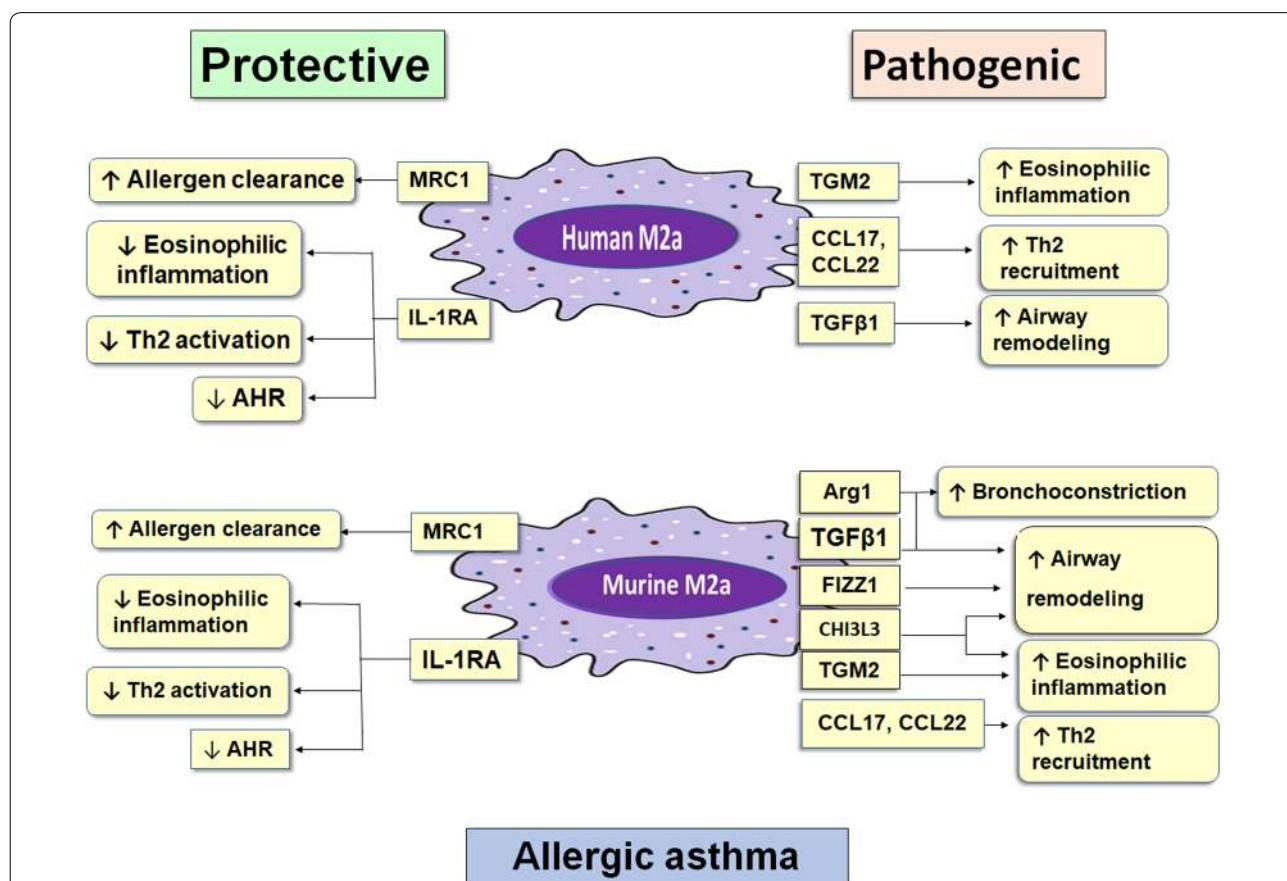 Protective
Pathogenic
↑ Allergen clearance
MRC1
↓ Eosinophilic
inflammation
IL-1RA
↓ Th2 activation
↓ AHR
Human M2a
TGM2
↑ Eosinophilic
inflammation
CCL17,
CCL22
↑ Th2
recruitment
TGFβ1
↑ Airway
remodeling
↑ Allergen clearance
MRC1
↓ Eosinophilic
inflammation
IL-1RA
↓ Th2 activation
↓ AHR
Murine M2a
Arg1
↑ Bronchoconstriction
TGFβ1
↑ Airway
remodeling
FIZZ1
CHI3L3
TGM2
↑ Eosinophilic
inflammation
CCL17, CCL22
↑ Th2
recruitment
Allergic asthma